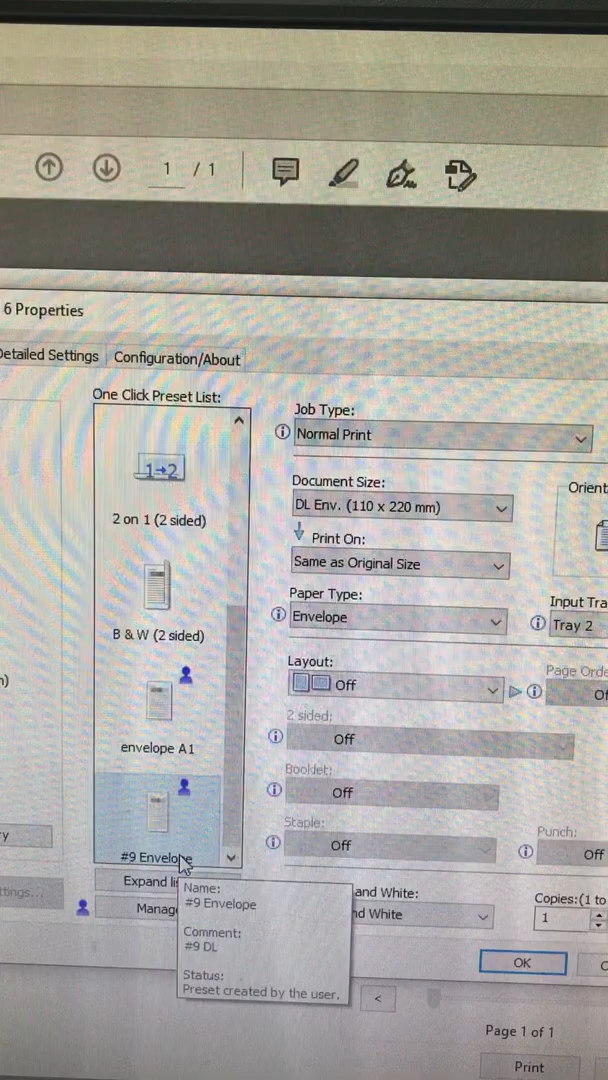 1 / 1
6 Properties
Detailed Settings
Configuration/About
One Click Preset List:
1→2
2 on 1 (2 sided)
B & W (2 sided)
envelope A1
#9 Envelope
Expand
Manag
Name:
#9 Envelope
Comment:
#9 DL
Status:
Preset created by the user.
Job Type:
Normal Print
Document Size:
DL Env. (110 x 220 mm)
Print On:
Same as Original Size
Paper Type:
Envelope
Layout:
Off
2 sided:
Off
Booklet:
Off
Staple:
Off
and White:
nd White
Orient
Input Tra
Tray 2
Page Orde
Of
Punch:
Off
Copies:(1 to
1
OK
C
<
Page 1 of 1
Print